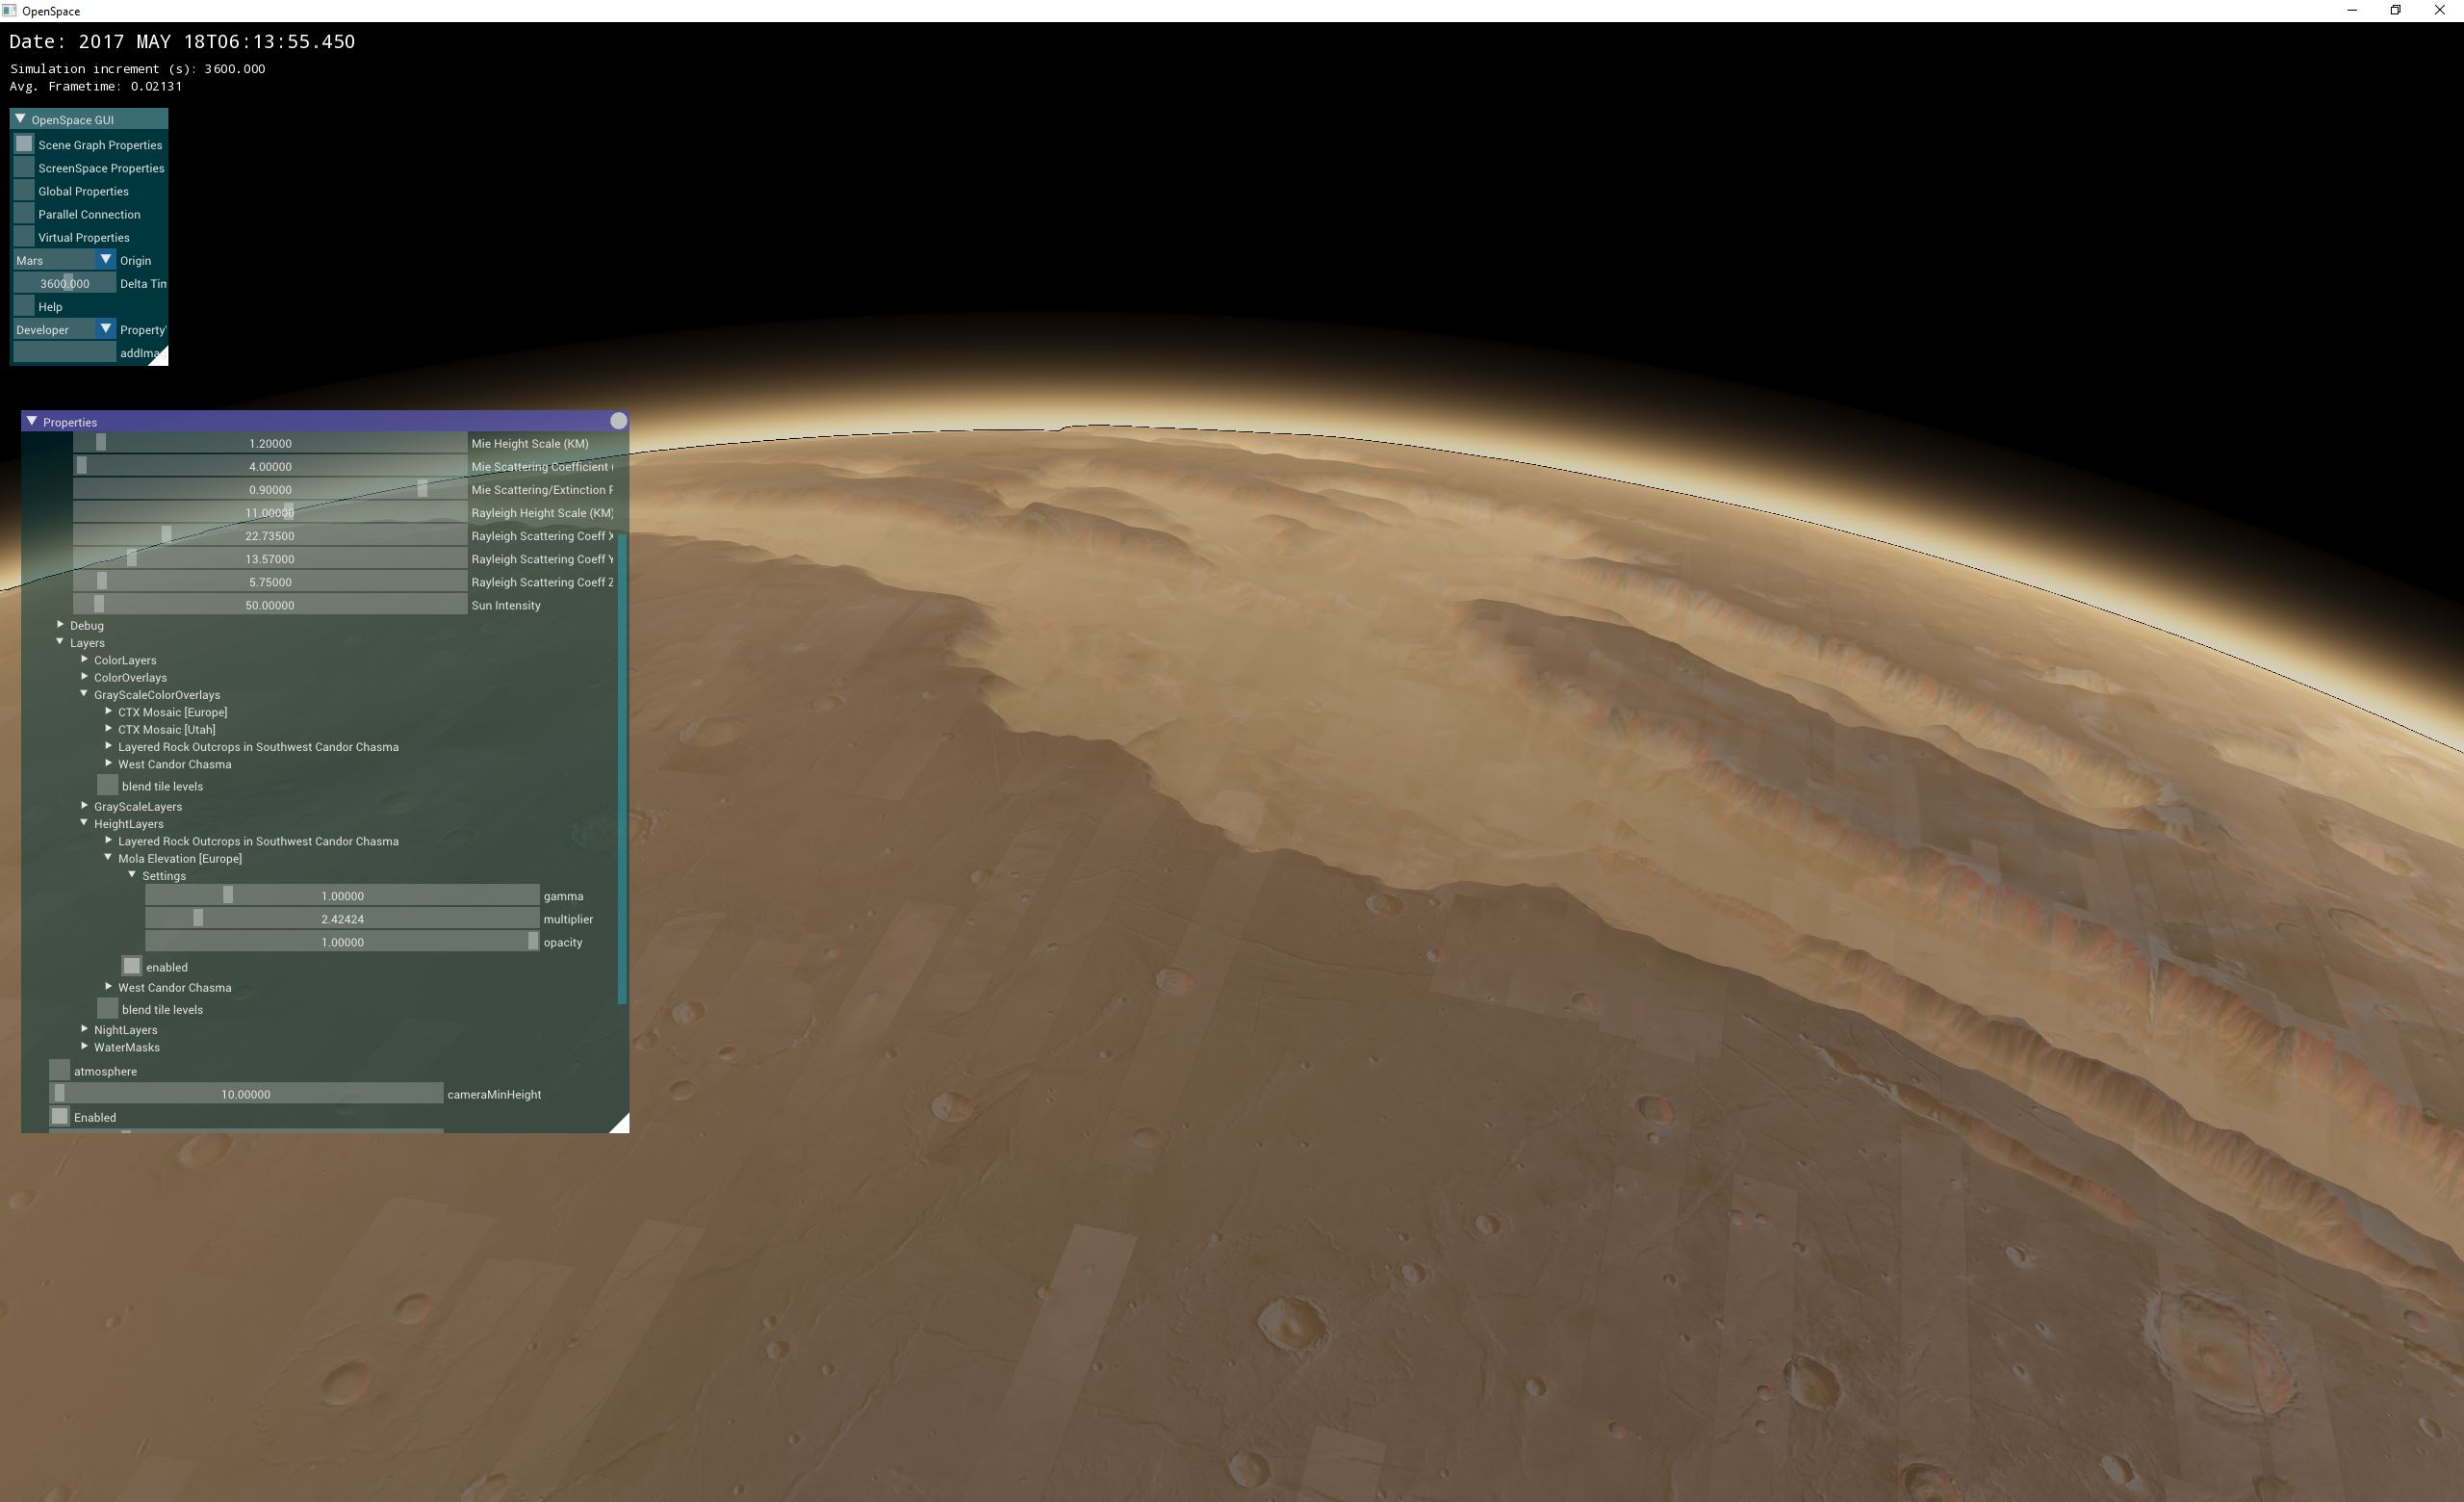 OpenSpace
Date: 2017 MAY 18T06:13:55.450
Simulation increment (s): 3600.000
Avg. Frametime: 0.02131
OpenSpace GUI
Scene Graph Properties
ScreenSpace Properties
Global Properties
Parallel Connection
Virtual Properties
Mars Origin
3600.000 Delta Tim
Help
Developer Property
addIma
Properties
1.20000 Mie Height Scale (KM)
4.00000 Mie Scattering Coefficient (
0.90000 Mie Scattering/Extinction
11.00000 Rayleigh Height Scale (KM)
22.73500 Rayleigh Scattering Coeff X
13.57000 Rayleigh Scattering Coeff Y
5.75000 Rayleigh Scattering Coeff Z
50.00000 Sun Intensity
Debug
Layers
ColorLayers
ColorOverlays
GrayScaleColorOverlays
CTX Mosaic [Europe]
CTX Mosaic [Utah]
Layered Rock Outcrops in Southwest Candor Chasma
West Candor Chasma
blend tile levels
GrayScaleLayers
HeightLayers
Layered Rock Outcrops in Southwest Candor Chasma
Mola Elevation [Europe]
Settings
1.00000 gamma
2.42424 multiplier
1.00000 opacity
enabled
West Candor Chasma
blend tile levels
NightLayers
WaterMasks
atmosphere
10.00000 cameraMinHeight
Enabled